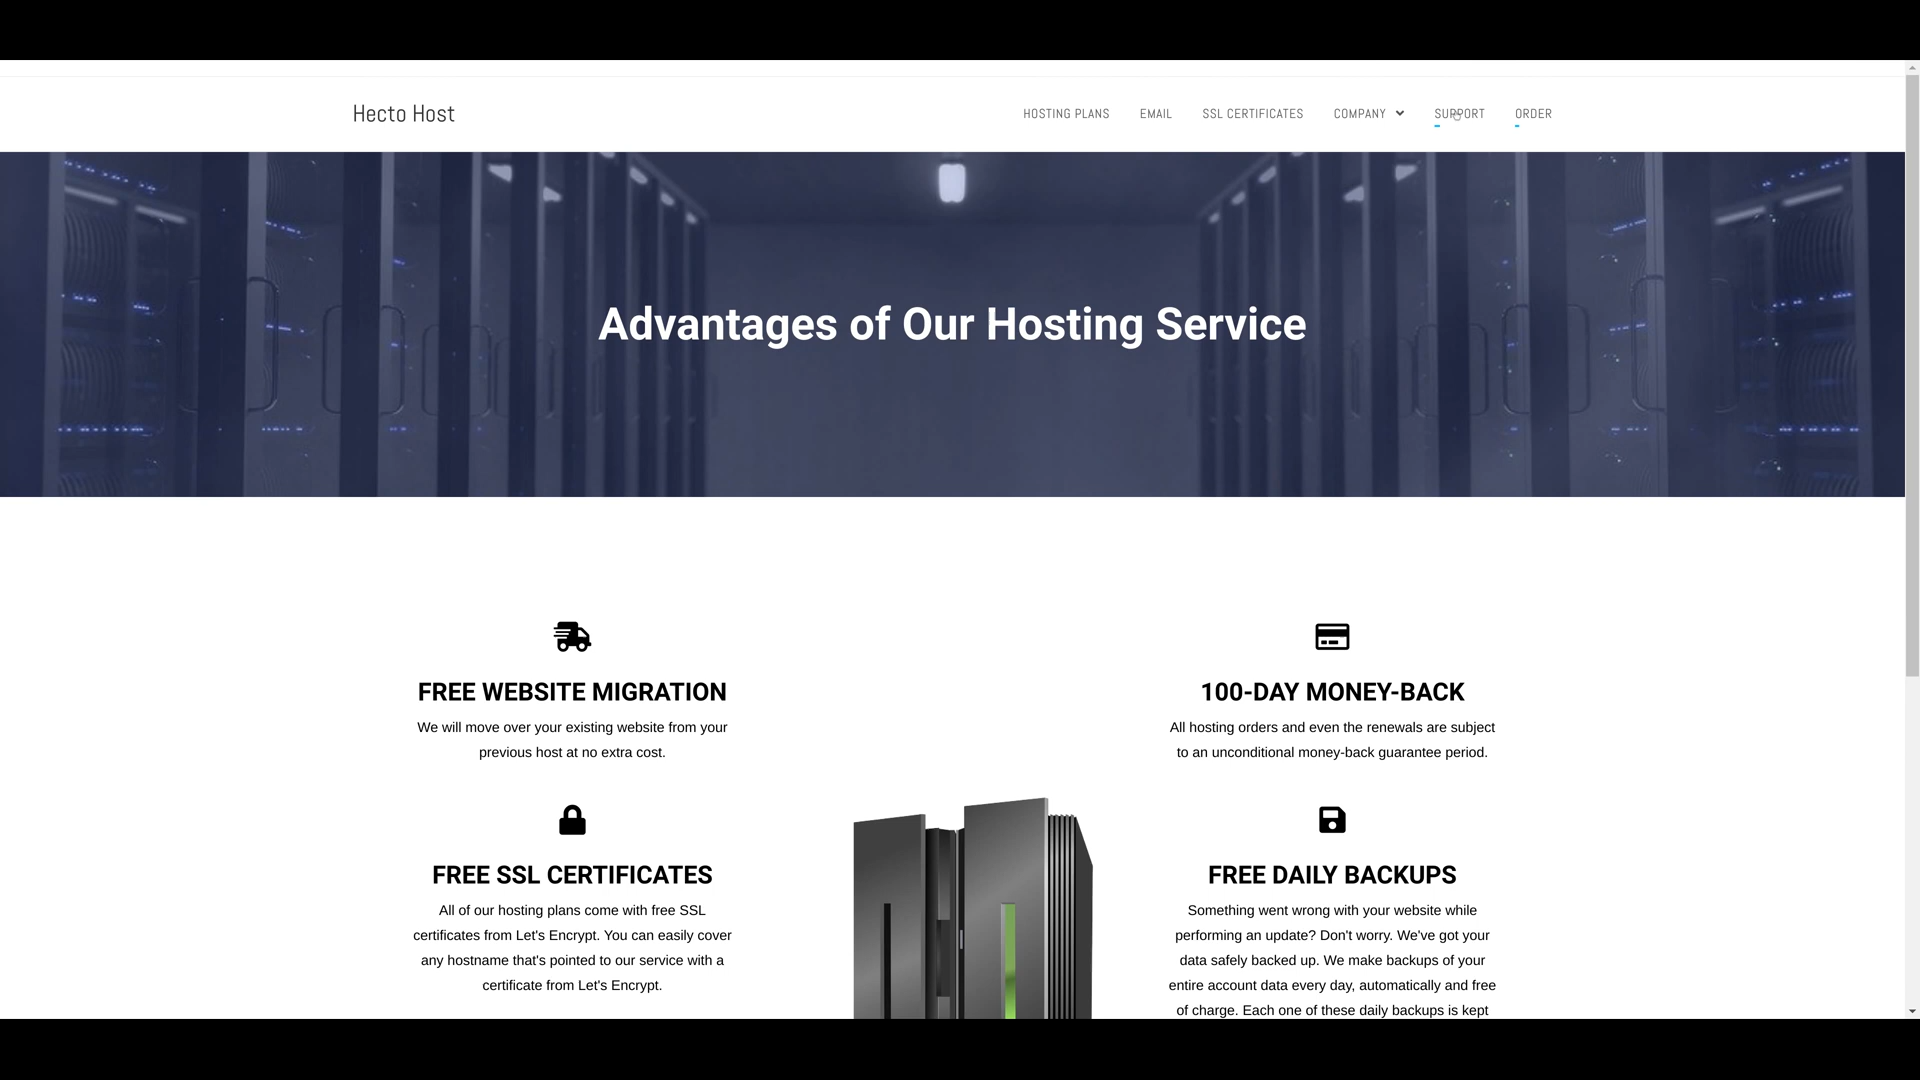 Hecto Host
HOSTING PLANS
EMAIL
SSL CERTIFICATES
COMPANY
SUPPORT
ORDER
Advantages of Our Hosting Service
FREE WEBSITE MIGRATION
We will move over your existing website from your
previous host at no extra cost.
100-DAY MONEY-BACK
All hosting orders and even the renewals are subject
to an unconditional money-back guarantee period.
FREE SSL CERTIFICATES
All of our hosting plans come with free SSL
certificates from Let's Encrypt. You can easily cover
any hostname that's pointed to our service with a
certificate from Let's Encrypt.
FREE DAILY BACKUPS
Something went wrong with your website while
performing an update? Don't worry. We've got your
data safely backed up. We make backups of your
entire account data every day, automatically and free
of charge. Each one of these daily backups is kept